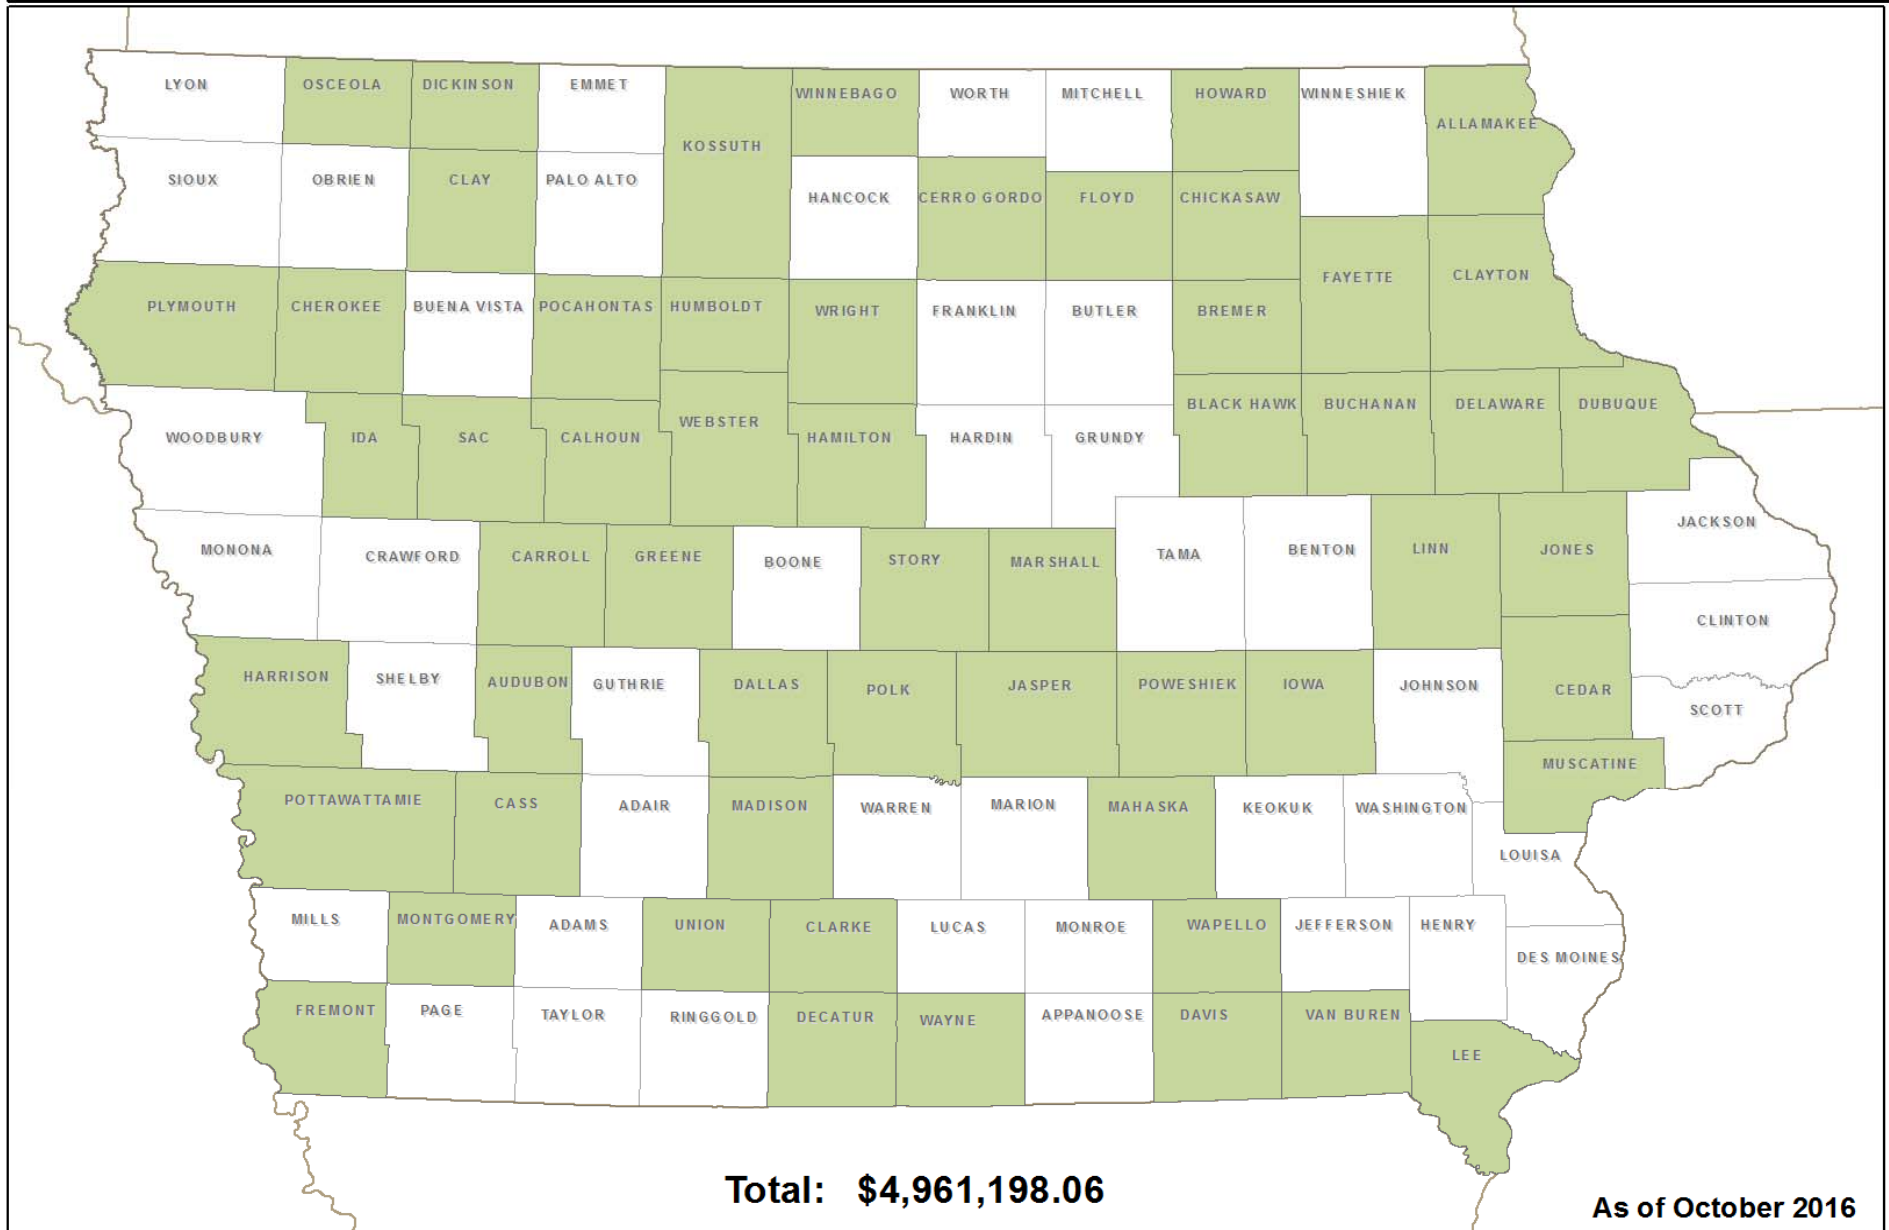 LYON
OSCEOLA
DICKINSON
EMMET
WINNEBAGO
WORTH
MITCHELL
HOWARD
WINNESHIEK
ALLAMAKEE
KOSSUTH
SIOUX
OBRIEN
CLAY
PALO ALTO
HANCOCK
CERRO GORDO
FLOYD
CHICKASAW
FAYETTE
CLAYTON
PLYMOUTH
CHEROKEE
BUENA VISTA
POCAHONTAS
HUMBOLDT
WRIGHT
FRANKLIN
BUTLER
BREMER
BLACK HAWK
BUCHANAN
DELAWARE
DUBUQUE
WEBSTER
WOODBURY
IDA
SAC
CALHOUN
HAMILTON
HARDIN
GRUNDY
JACKSON
MONONA
CRAWFORD
CARROLL
GREENE
BOONE
STORY
MARSHALL
TAMA
BENTON
LINN
JONES
CLINTON
HARRISON
SHELBY
AUDUBON
GUTHRIE
DALLAS
POLK
JASPER
POWESHIEK
IOWA
JOHNSON
CEDAR
SCOTT
MUSCATINE
POTTAWATTAMIE
CASS
ADAIR
MADISON
WARREN
MARION
MAHASKA
KEOKUK
WASHINGTON
LOUISA
MILLS
MONTGOMERY
ADAMS
UNION
CLARKE
LUCAS
MONROE
WAPELLO
JEFFERSON
HENRY
DES MOINES
FREMONT
PAGE
TAYLOR
RINGGOLD
DECATUR
WAYNE
APPANOOSE
DAVIS
VAN BUREN
LEE
Total: $4,961,198.06
As of October 2016